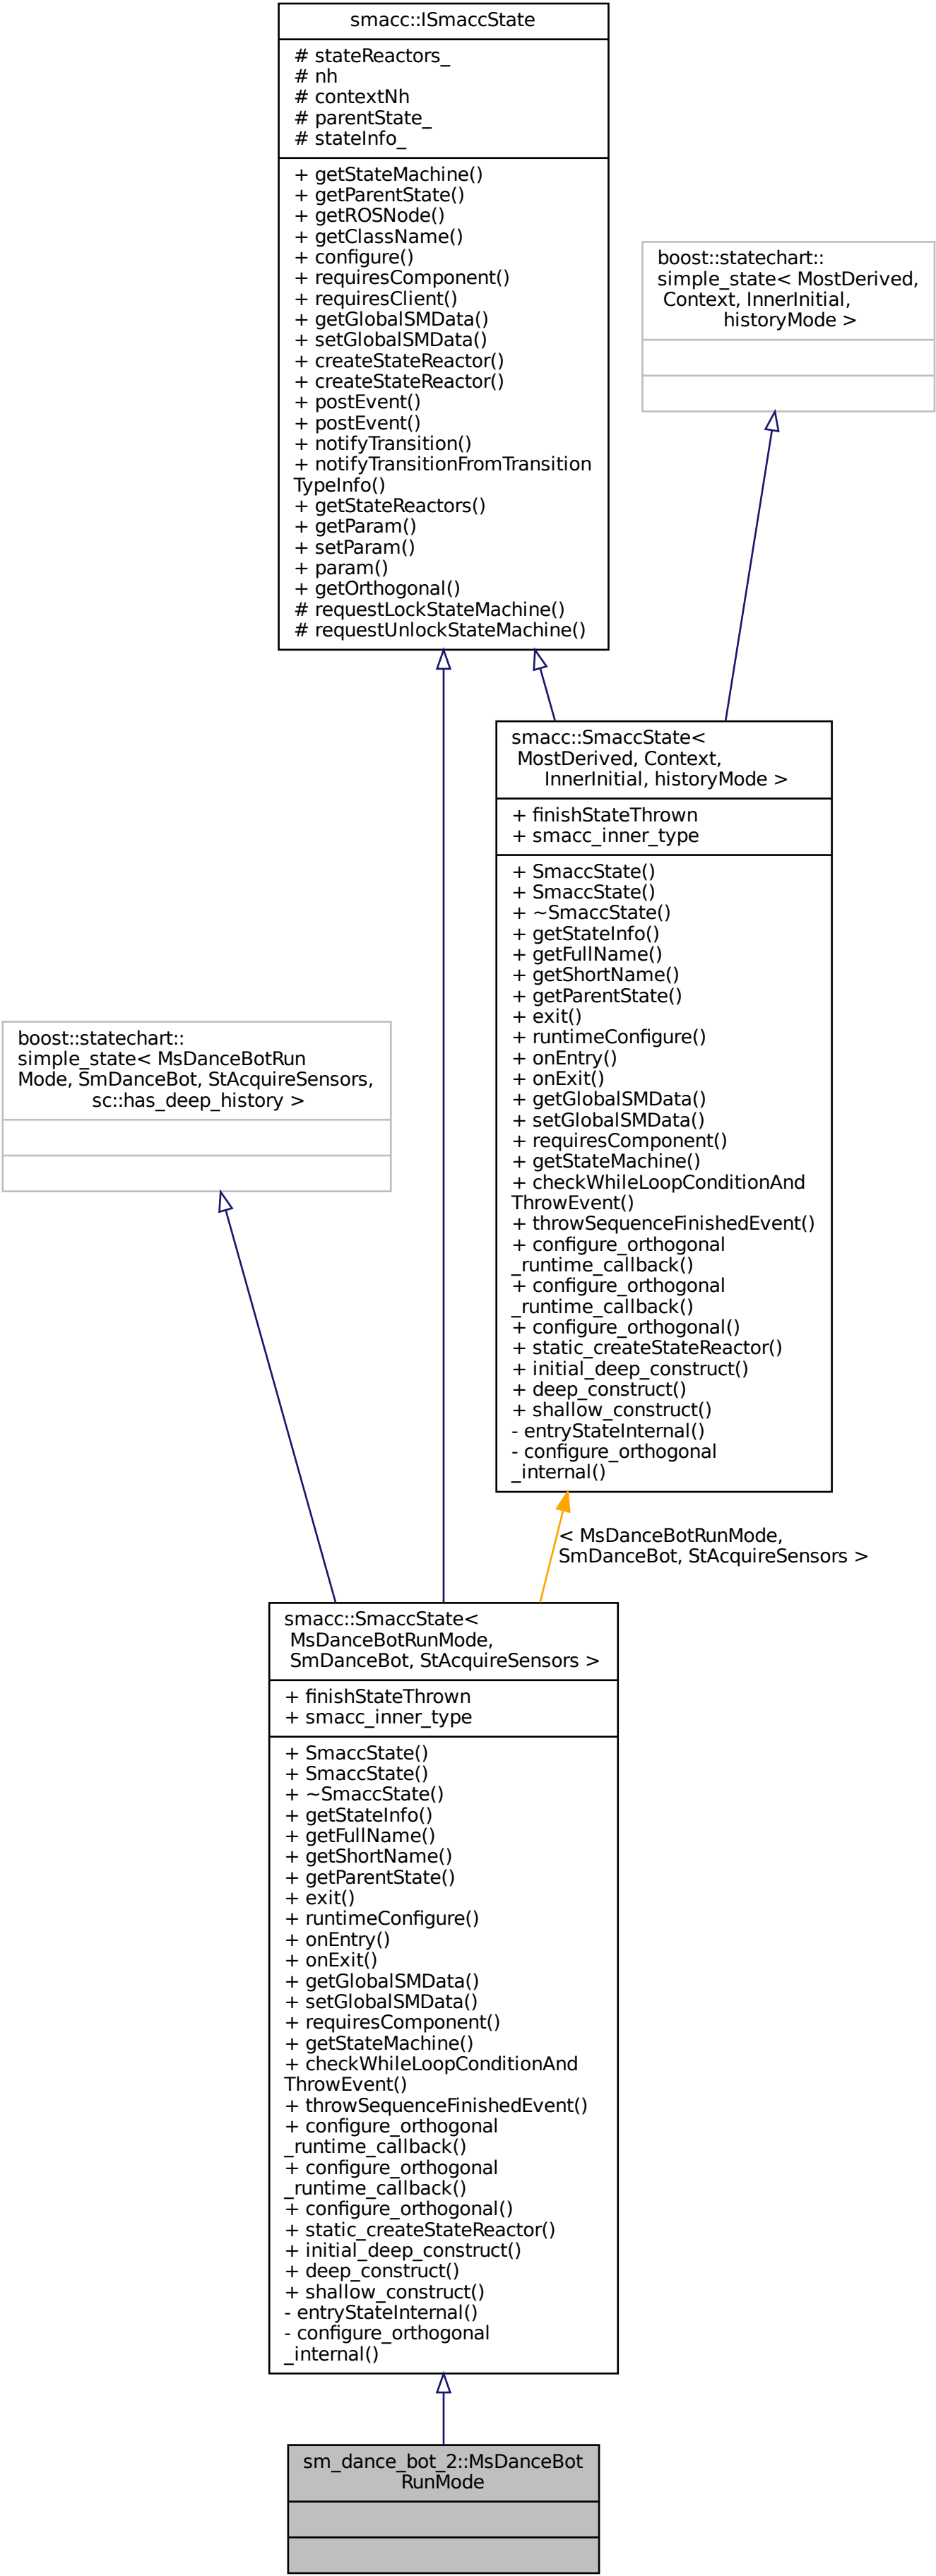 smacc::ISmaccState
# stateReactors_
# nh
# contextNh
# parentState_
# stateInfo_
+ getStateMachine()
+ getParentState()
+ getROSNode()
+ getClassName()
+ configure()
+ requiresComponent()
+ requiresClient()
+ getGlobalSMData()
+ setGlobalSMData()
+ createStateReactor()
+ createStateReactor()
+ postEvent()
+ postEvent()
+ notifyTransition()
+ notifyTransitionFromTransition
TypeInfo()
+ getStateReactors()
+ getParam()
+ setParam()
+ param()
+ getOrthogonal()
# requestLockStateMachine()
# requestUnlockStateMachine()
boost::statechart::
simple_state< MostDerived,
Context, InnerInitial,
historyMode >
smacc::SmaccState<
MostDerived, Context,
InnerInitial, historyMode >
+ finishStateThrown
+ smacc_inner_type
+ SmaccState()
+ SmaccState()
+ ~SmaccState()
+ getStateInfo()
+ getFullName()
+ getShortName()
+ getParentState()
+ exit()
+ runtimeConfigure()
+ onEntry()
+ onExit()
+ getGlobalSMData()
+ setGlobalSMData()
+ requiresComponent()
+ getStateMachine()
+ checkWhileLoopConditionAnd
ThrowEvent()
+ throwSequenceFinishedEvent()
+ configure_orthogonal
_runtime_callback()
+ configure_orthogonal
_runtime_callback()
+ configure_orthogonal()
+ static_createStateReactor()
+ initial_deep_construct()
+ deep_construct()
+ shallow_construct()
- entryStateInternal()
- configure_orthogonal
_internal()
boost::statechart::
simple_state< MsDanceBotRun
Mode, SmDanceBot, StAcquireSensors,
sc::has_deep_history >
< MsDanceBotRunMode,
SmDanceBot, StAcquireSensors >
smacc::SmaccState<
MsDanceBotRunMode,
SmDanceBot, StAcquireSensors >
+ finishStateThrown
+ smacc_inner_type
+ SmaccState()
+ SmaccState()
+ ~SmaccState()
+ getStateInfo()
+ getFullName()
+ getShortName()
+ getParentState()
+ exit()
+ runtimeConfigure()
+ onEntry()
+ onExit()
+ getGlobalSMData()
+ setGlobalSMData()
+ requiresComponent()
+ getStateMachine()
+ checkWhileLoopConditionAnd
ThrowEvent()
+ throwSequenceFinishedEvent()
+ configure_orthogonal
_runtime_callback()
+ configure_orthogonal
_runtime_callback()
+ configure_orthogonal()
+ static_createStateReactor()
+ initial_deep_construct()
+ deep_construct()
+ shallow_construct()
- entryStateInternal()
- configure_orthogonal
_internal()
sm_dance_bot_2::MsDanceBot
RunMode